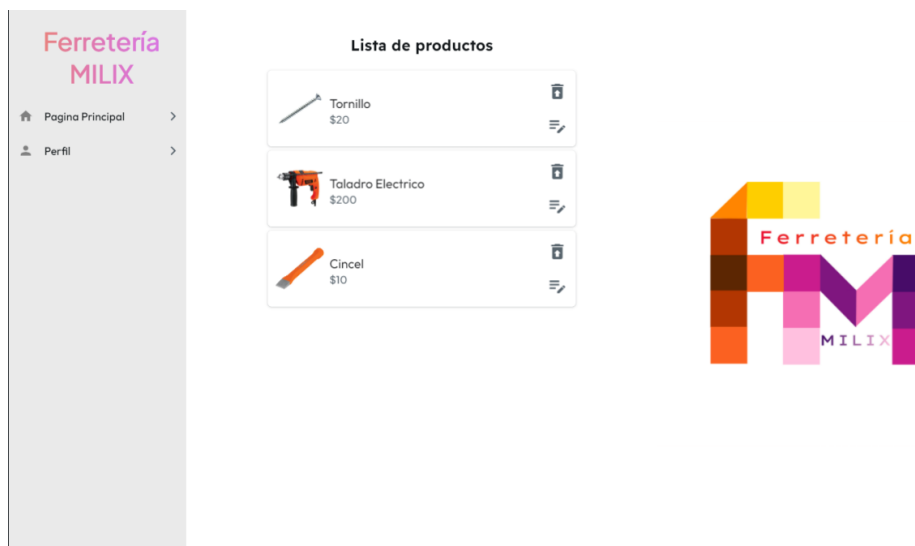 Ferretería
MILIX
Pagina Principal
Perfil
Lista de productos
Tornillo
$20
Taladro Electrico
$200
Cincel
$10
Ferretería
MILIX